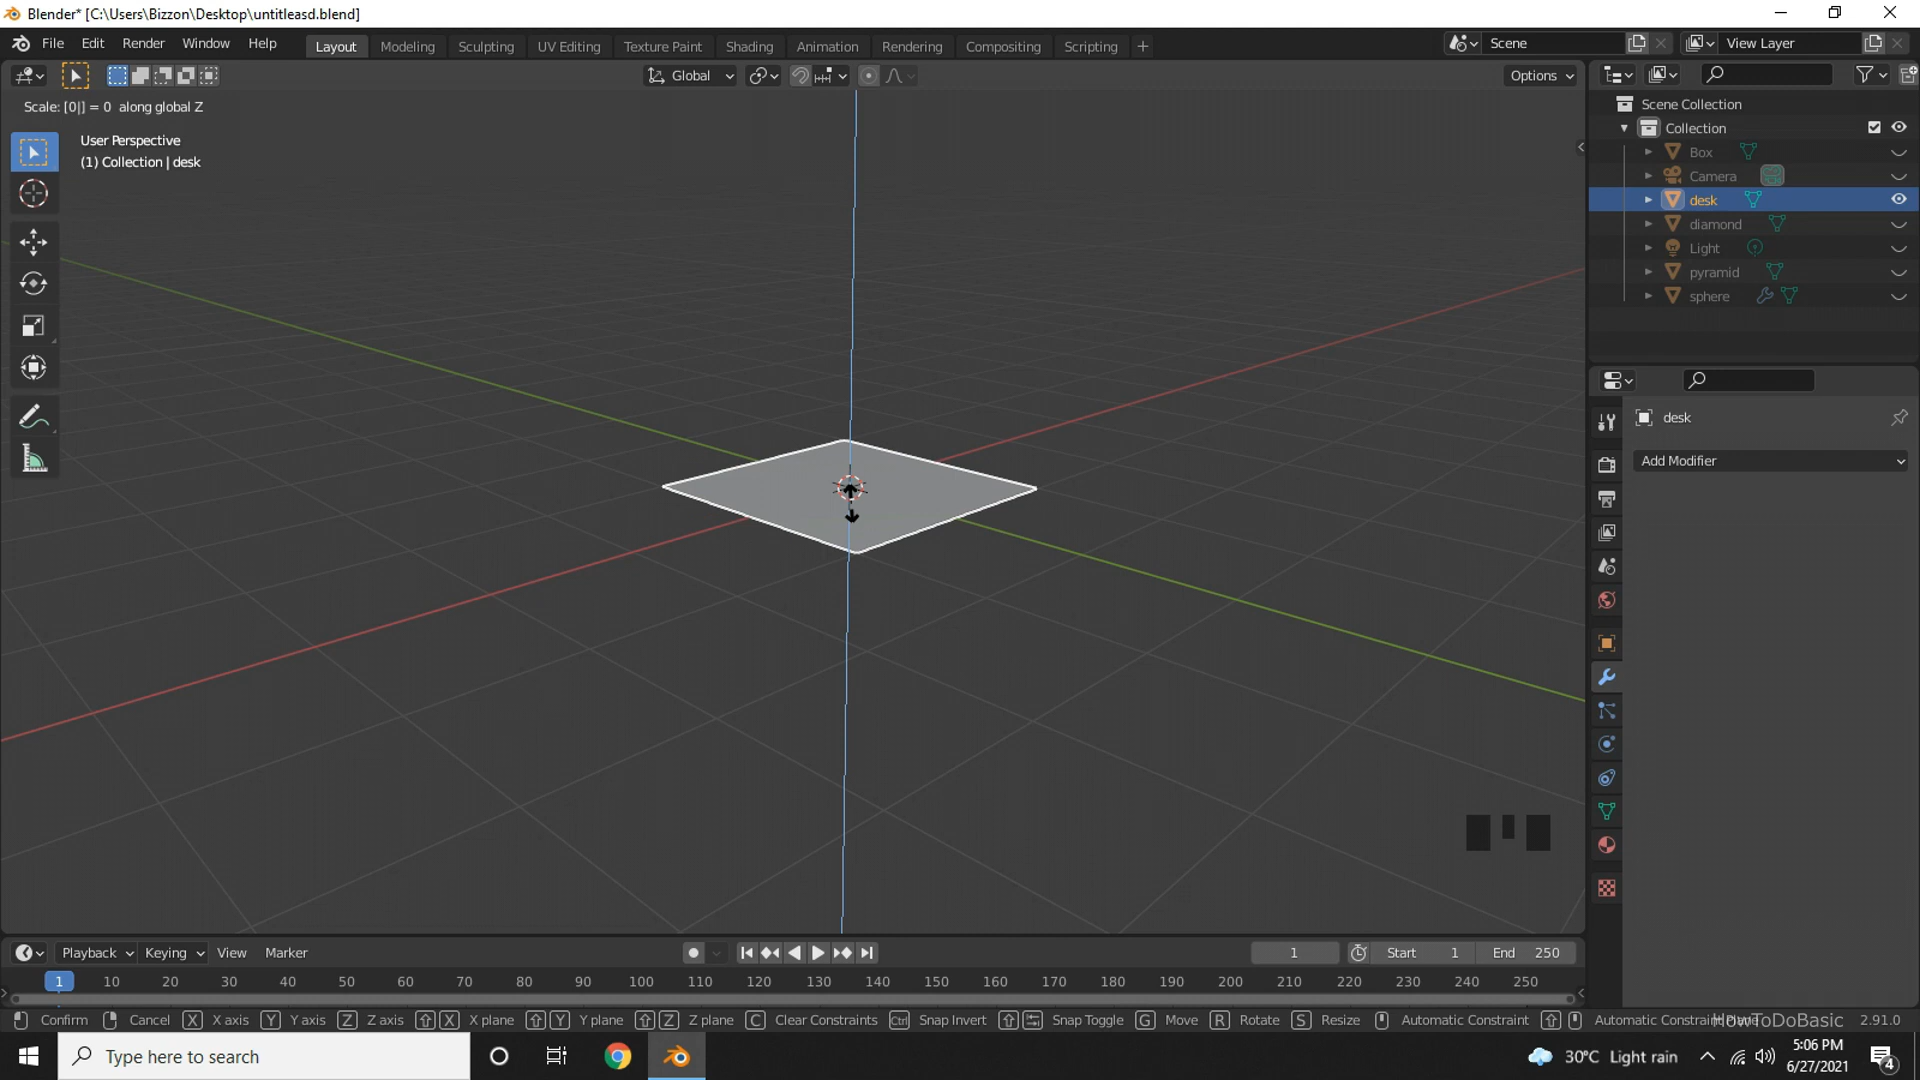 Blender* [C:\Users\Bizzon\Desktop\untitleasd.blend]
File Edit Render Window Help Layout Modeling Sculpting UV Editing Texture Paint Shading Animation Rendering Compositing Scripting + Scene View Layer
Global Options
Scale: [0|] = 0 along global Z
User Perspective
(1) Collection | desk
Scene Collection
Collection
Box
Camera
desk
diamond
Light
pyramid
sphere
desk
Add Modifier
Playback Keying View Marker 1 Start 1 End 250
1 10 20 30 40 50 60 70 80 90 100 110 120 130 140 150 160 170 180 190 200 210 220 230 240 250
Confirm Cancel X X axis Y Y axis Z Z axis X X plane Y Y plane Z Z plane C Clear Constraints Ctrl Snap Invert Snap Toggle G Move R Rotate S Resize Automatic Constraint Automatic Constraint Plane HowToDoBasic 2.91.0
Type here to search
30°C Light rain
5:06 PM
6/27/2021
4